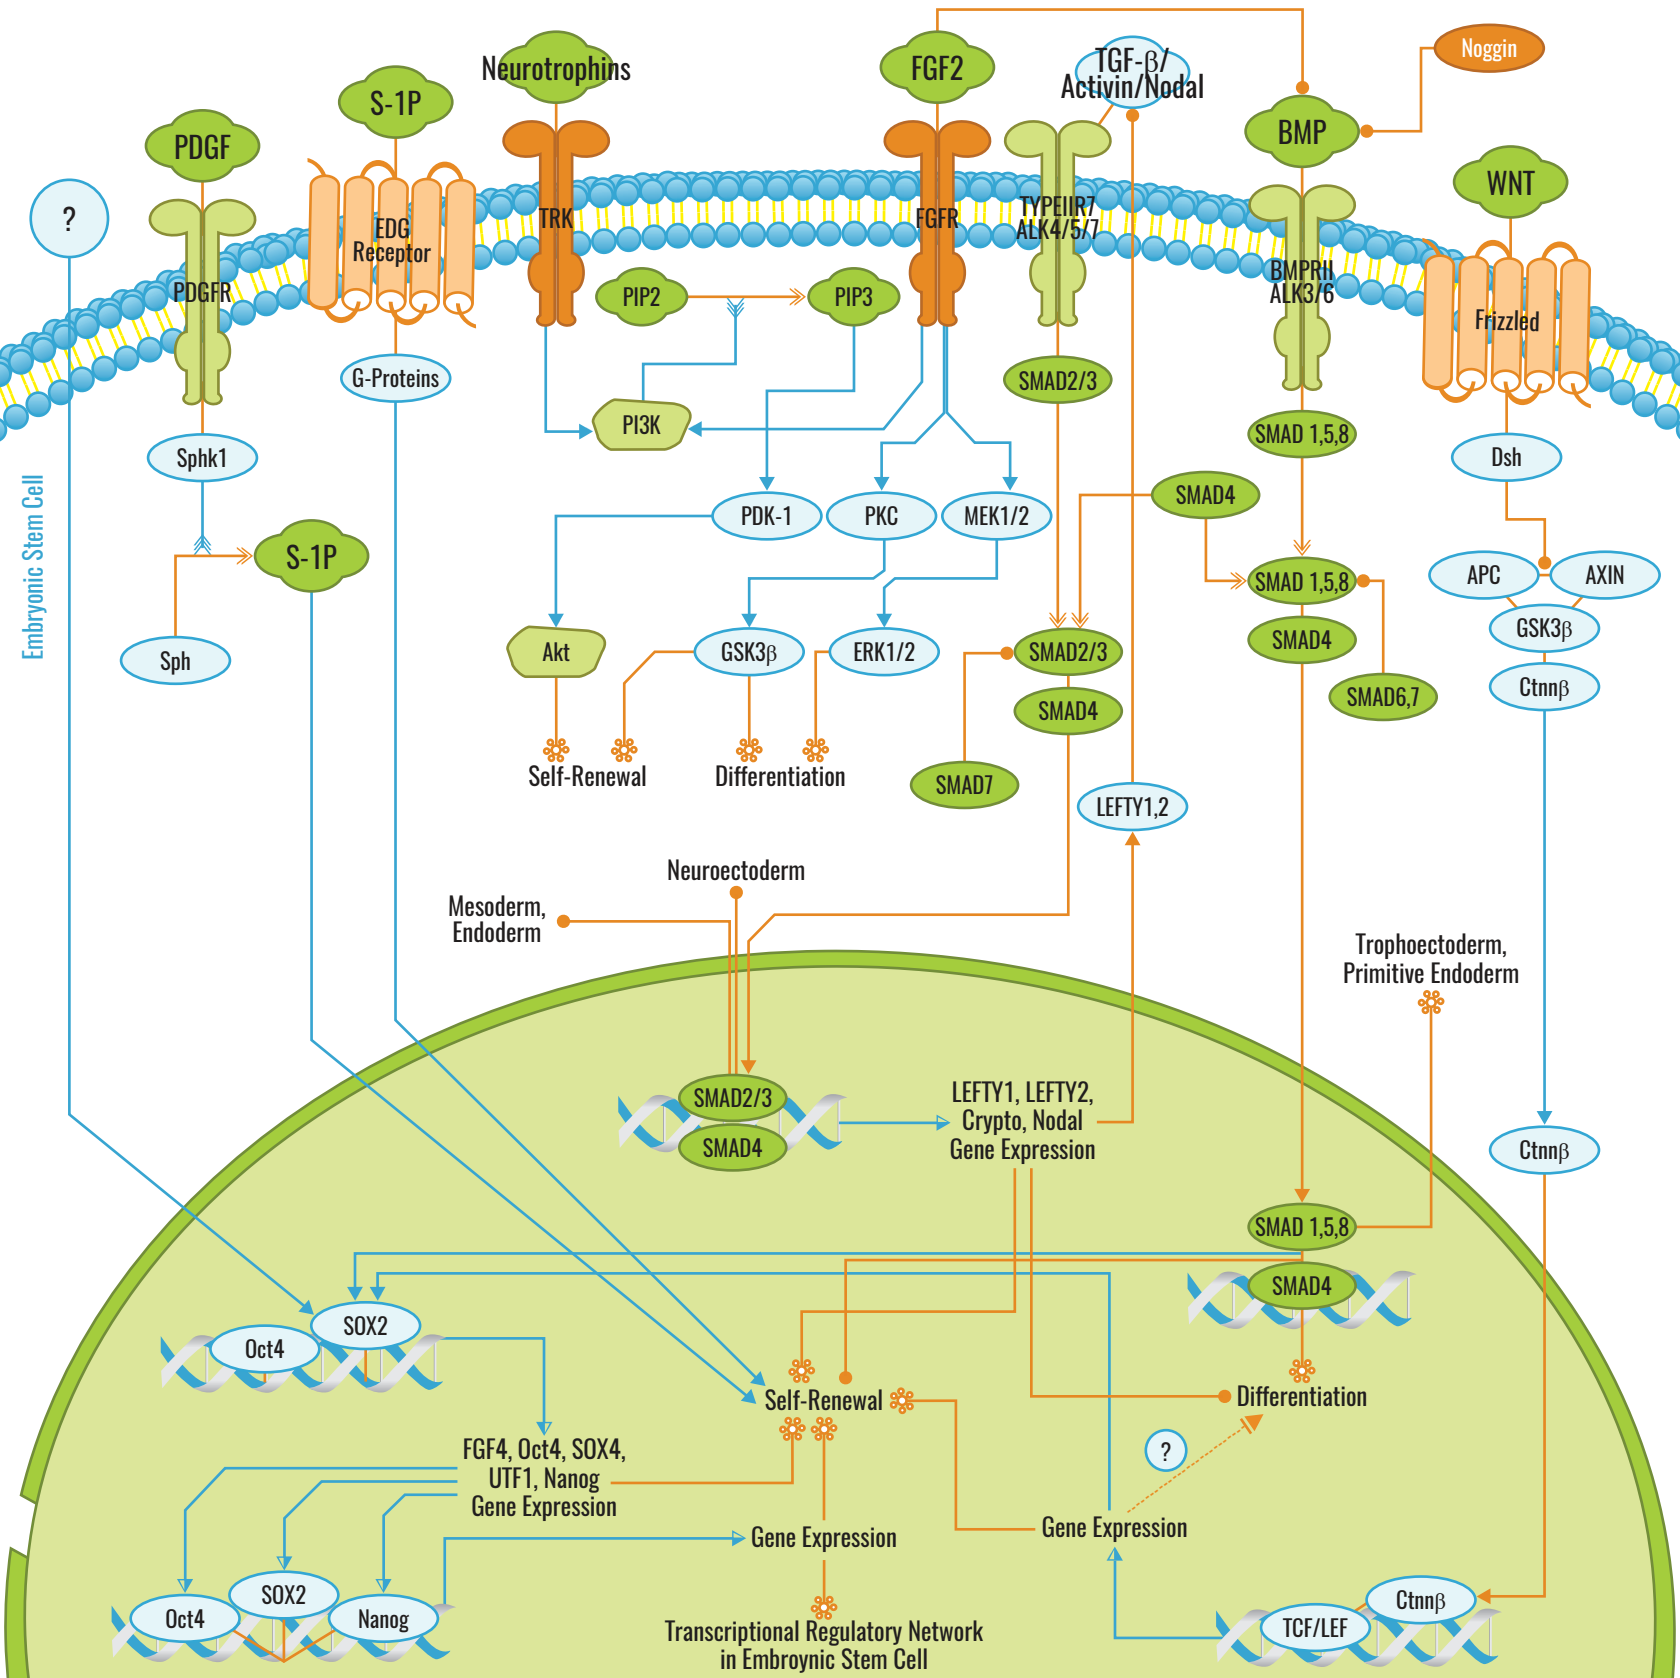 Neurotrophins
FGF2
TGF-β/
Activin/Nodal
Noggin
S-1P
PDGF
BMP
WNT
?
EDG
Receptor
TRK
FGFR
TYPEIIR7
ALK4/5/7
PDGFR
PIP2
PIP3
BMPRII
ALK3/6
Frizzled
G-Proteins
SMAD2/3
PI3K
SMAD 1,5,8
Sphk1
Dsh
Embryonic Stem Cell
SMAD4
PDK-1
PKC
MEK1/2
S-1P
SMAD 1,5,8
APC
AXIN
GSK3β
SMAD4
Sph
Akt
GSK3β
ERK1/2
SMAD2/3
Ctnnβ
SMAD6,7
SMAD4
Self-Renewal
Differentiation
SMAD7
LEFTY1,2
Neuroectoderm
Mesoderm,
Endoderm
Trophoectoderm,
Primitive Endoderm
SMAD2/3
SMAD4
LEFTY1, LEFTY2,
Crypto, Nodal
Gene Expression
Ctnnβ
SMAD 1,5,8
SMAD4
SOX2
Oct4
Self-Renewal
Differentiation
FGF4, Oct4, SOX4,
UTF1, Nanog
Gene Expression
?
Gene Expression
Gene Expression
SOX2
Oct4
Nanog
Ctnnβ
TCF/LEF
Transcriptional Regulatory Network
in Embroynic Stem Cell